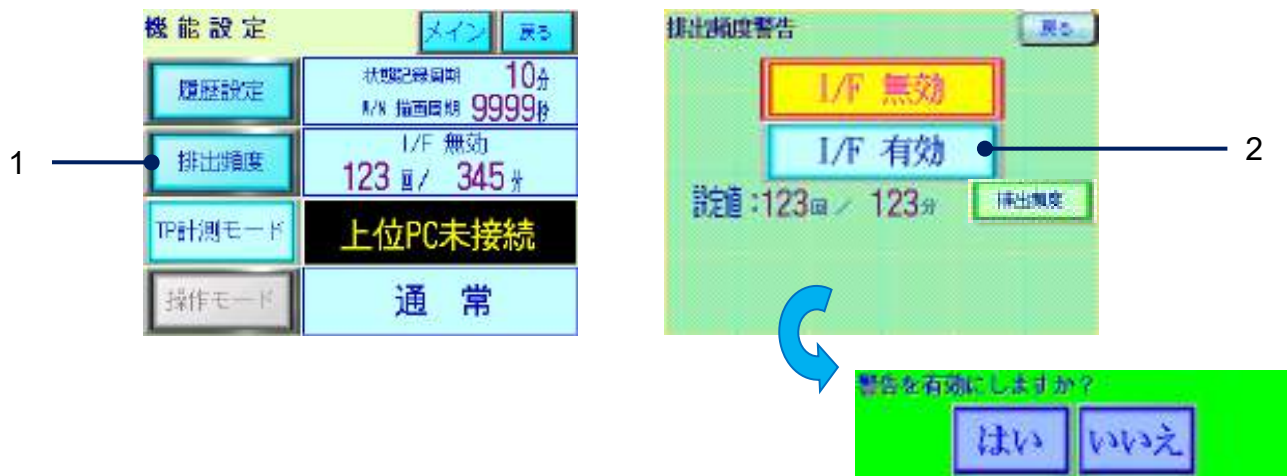 機能設定 メイン 戻る
履歴設定 状態記録周期 10分
M/N 描画周期 9999秒
1 排出頻度 I/F 無効
123 回/ 345 分
TP計測モード 上位PC未接続
操作モード 通 常
排出頻度警告 戻る
I/F 無効
I/F 有効 2
設定値:123回/ 123分 排出頻度
警告を有効にしますか?
はい いいえ